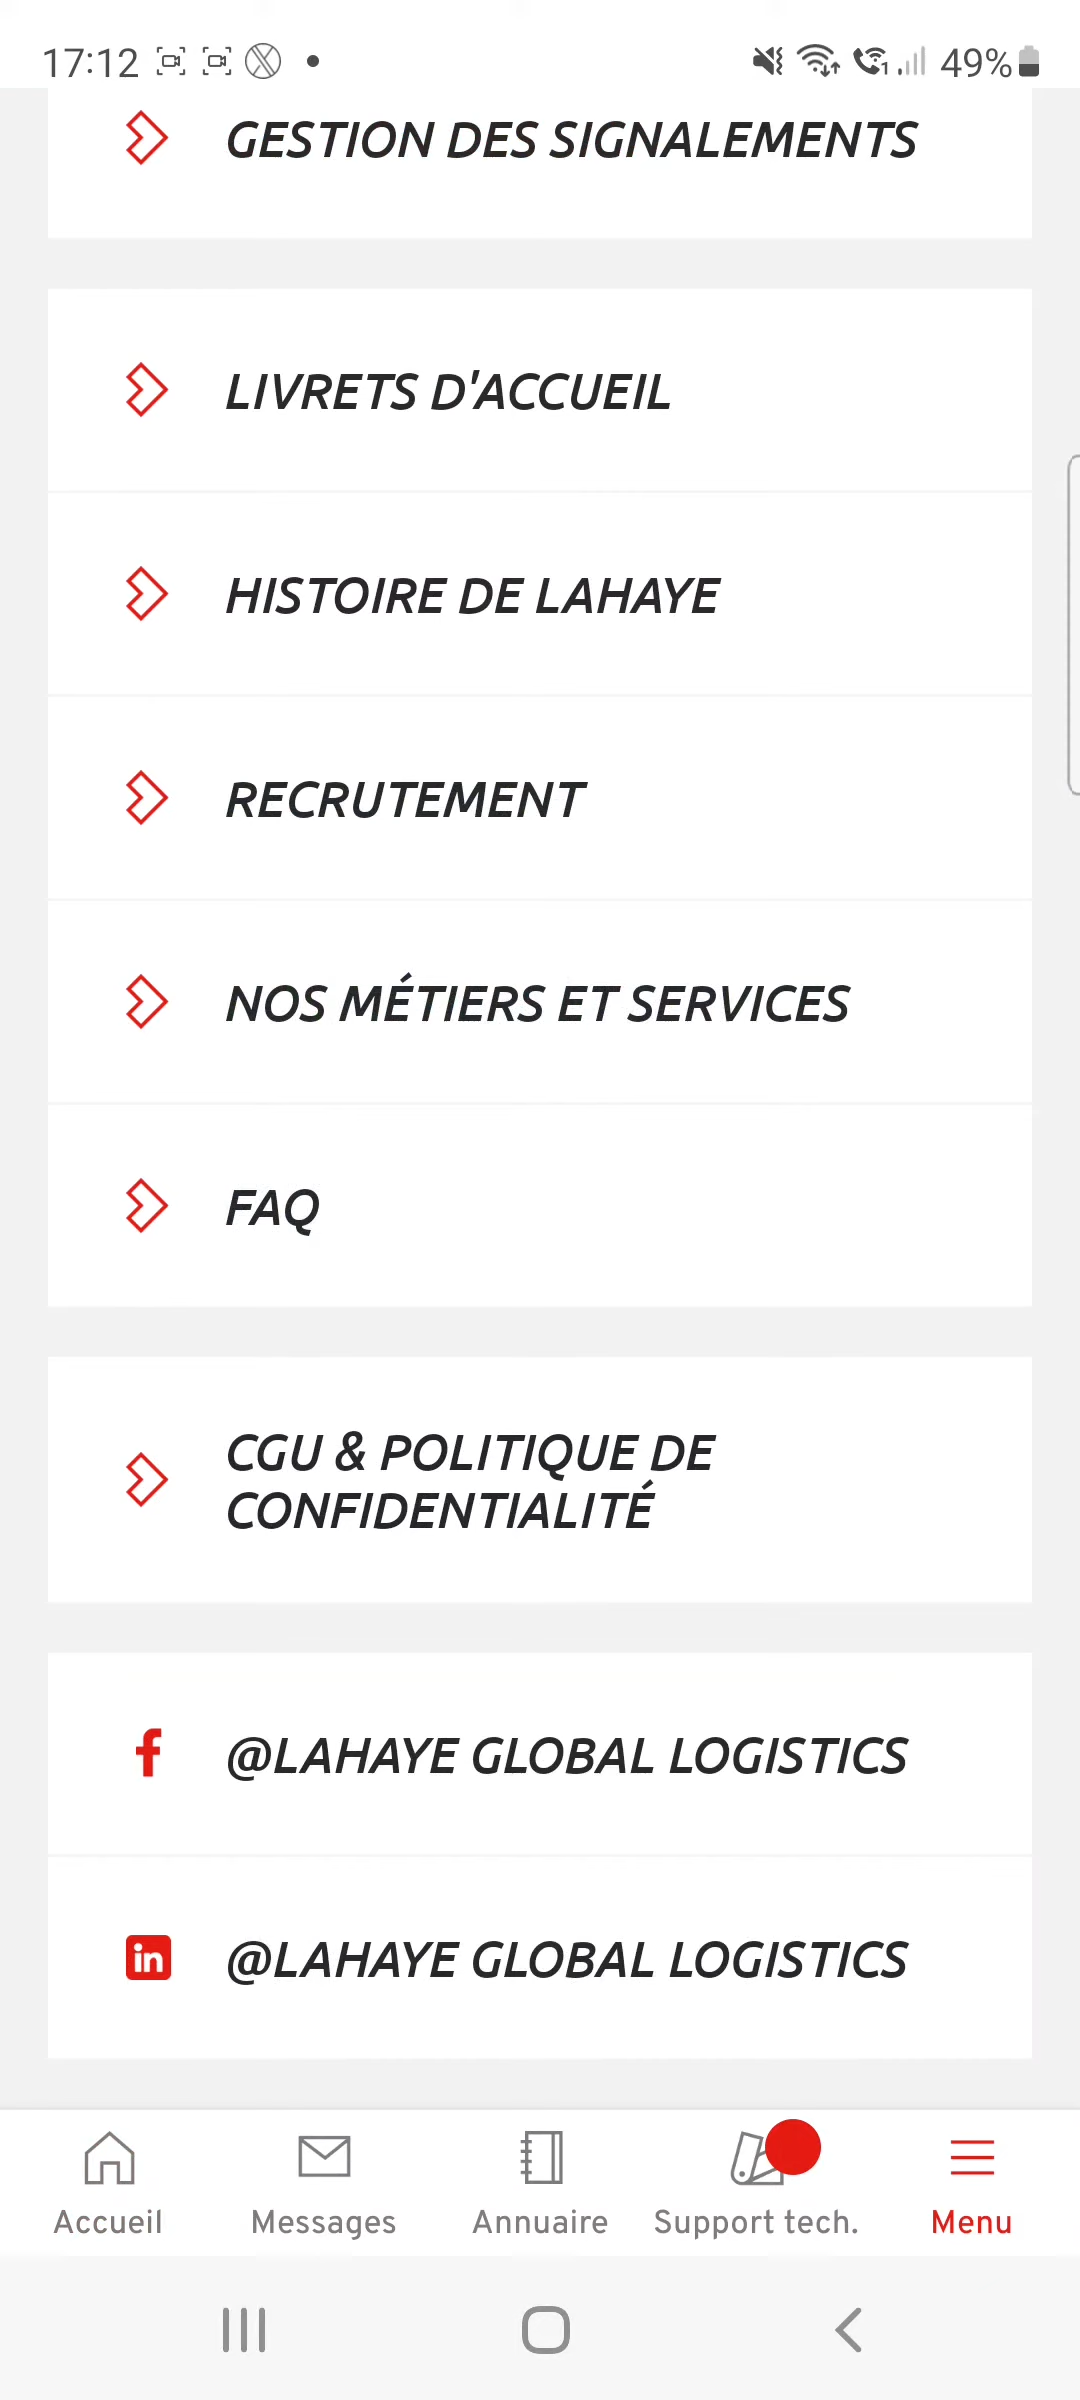 17:12
49%
GESTION DES SIGNALEMENTS
LIVRETS D'ACCUEIL
HISTOIRE DE LAHAYE
RECRUTEMENT
NOS MÉTIERS ET SERVICES
FAQ
CGU & POLITIQUE DE
CONFIDENTIALITÉ
@LAHAYE GLOBAL LOGISTICS
in @LAHAYE GLOBAL LOGISTICS
Accueil
Messages
Annuaire
Support tech.
Menu